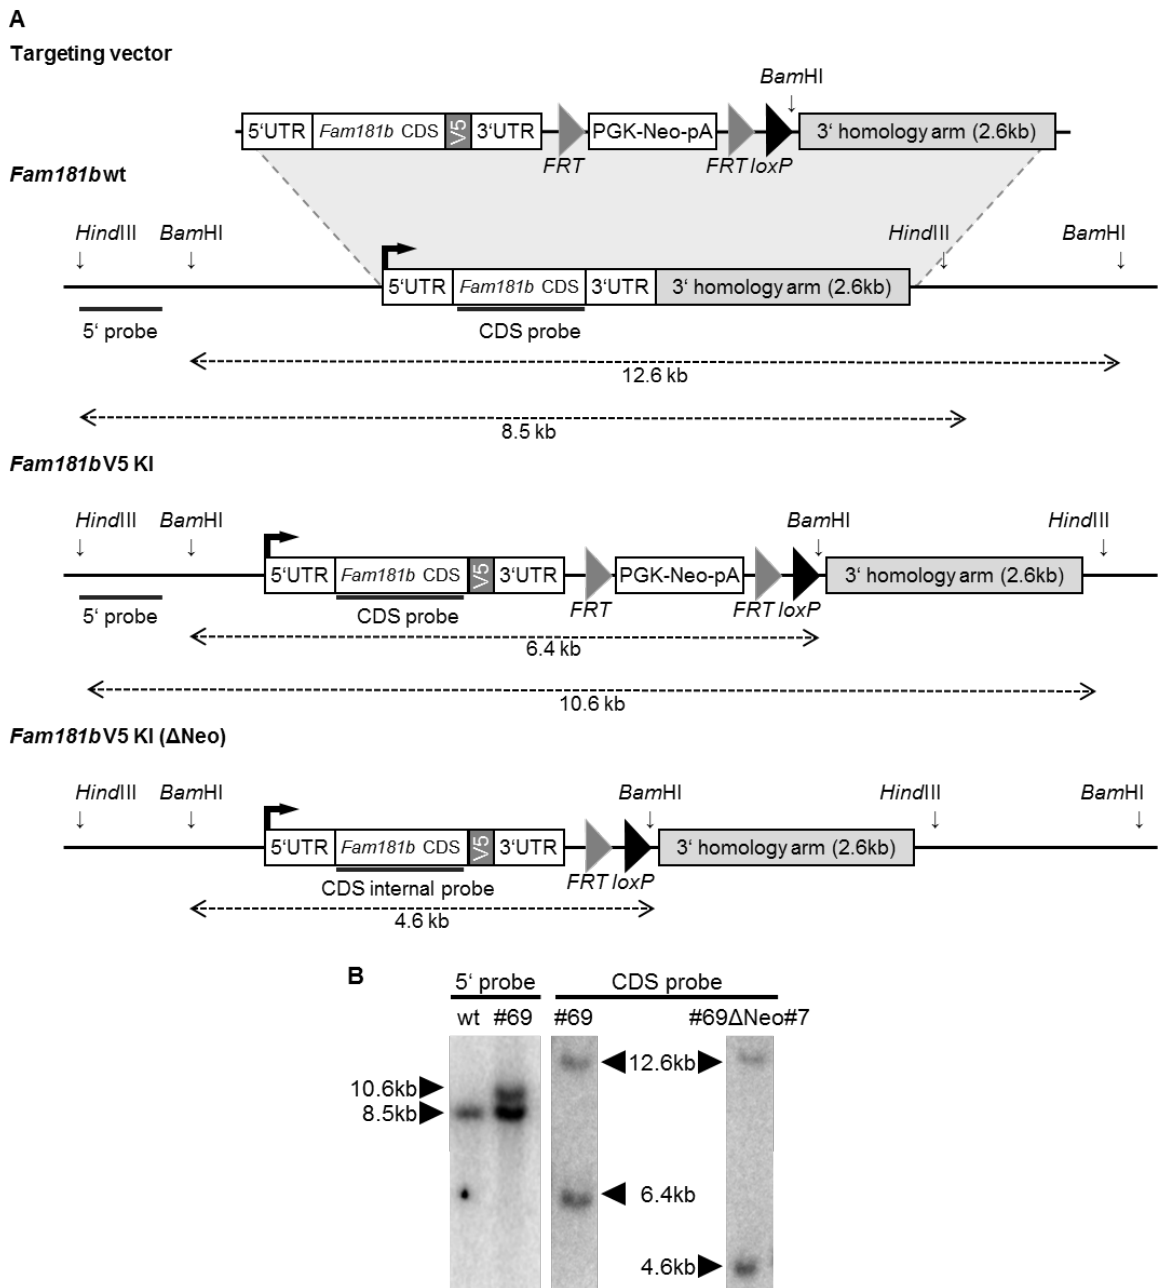 A
Targeting vector
BamHI
5‘UTR Fam181b CDS V5 3‘UTR PGK-Neo-pA 3‘ homology arm (2.6kb)
FRT FRT loxP
Fam181b wt
HindIII BamHI HindIII BamHI
5‘UTR Fam181b CDS 3‘UTR 3‘ homology arm (2.6kb)
5‘ probe CDS probe
12.6 kb
8.5 kb
Fam181b V5 KI
HindIII BamHI BamHI HindIII
5‘UTR Fam181b CDS V5 3‘UTR PGK-Neo-pA 3‘ homology arm (2.6kb)
5‘ probe CDS probe FRT FRT loxP
6.4 kb
10.6 kb
Fam181b V5 KI (ΔNeo)
HindIII BamHI BamHI HindIII BamHI
5‘UTR Fam181b CDS V5 3‘UTR 3‘ homology arm (2.6kb)
CDS internal probe FRT loxP
4.6 kb
B
5‘ probe CDS probe
wt #69 #69 #69ΔNeo#7
12.6kb
10.6kb
8.5kb
6.4kb
4.6kb